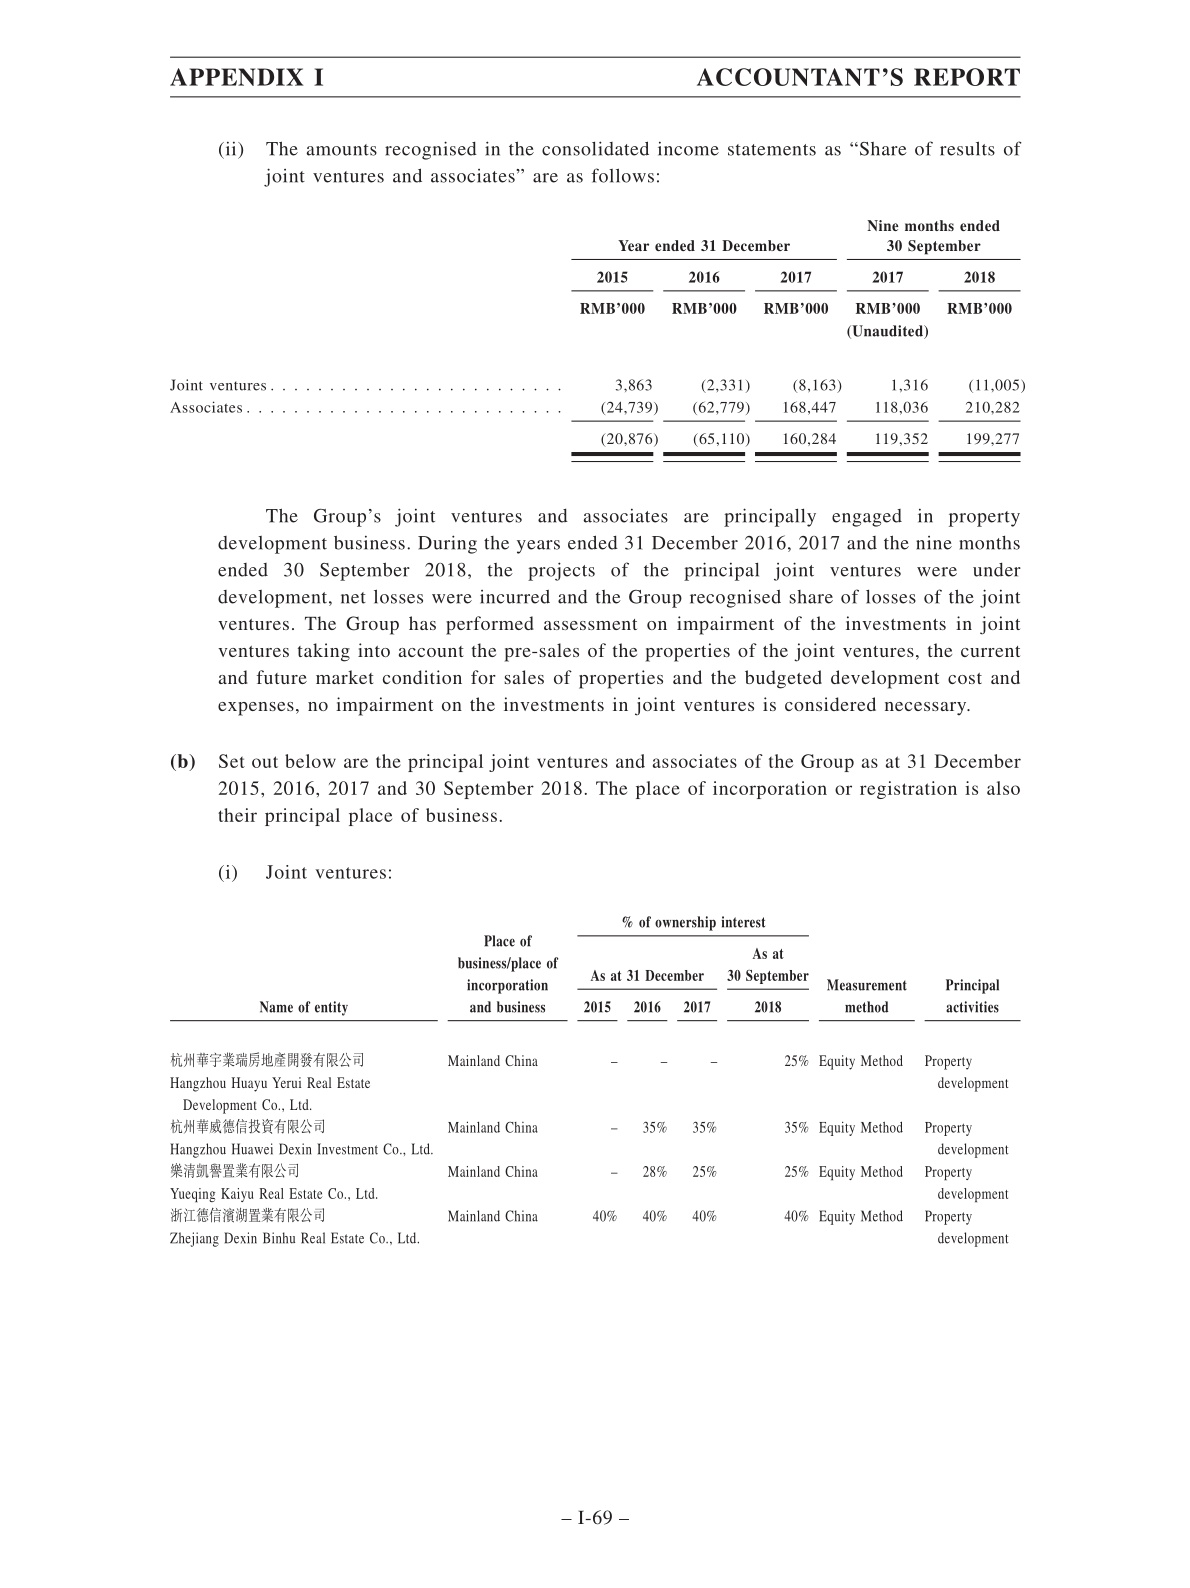 APPENDIX I ACCOUNTANT’S REPORT
(ii) The amounts recognised in the consolidated income statements as “Share of results of
joint ventures and associates” are as follows:
Nine months ended
Year ended 31 December 30 September
2015 2016 2017 2017 2018
RMB’000 RMB’000 RMB’000 RMB’000 RMB’000
(Unaudited)
Joint ventures . . . . . . . . . . . . . . . . . . . . . . . . . 3,863 (2,331) (8,163) 1,316 (11,005)
Associates . . . . . . . . . . . . . . . . . . . . . . . . . . . (24,739) (62,779) 168,447 118,036 210,282
(20,876) (65,110) 160,284 119,352 199,277
The Group’s joint ventures and associates are principally engaged in property
development business. During the years ended 31 December 2016, 2017 and the nine months
ended 30 September 2018, the projects of the principal joint ventures were under
development, net losses were incurred and the Group recognised share of losses of the joint
ventures. The Group has performed assessment on impairment of the investments in joint
ventures taking into account the pre-sales of the properties of the joint ventures, the current
and future market condition for sales of properties and the budgeted development cost and
expenses, no impairment on the investments in joint ventures is considered necessary.
(b) Set out below are the principal joint ventures and associates of the Group as at 31 December
2015, 2016, 2017 and 30 September 2018. The place of incorporation or registration is also
their principal place of business.
(i) Joint ventures:
% of ownership interest
Place of
business/place of As at
incorporation As at 31 December 30 September Measurement Principal
Name of entity and business 2015 2016 2017 2018 method activities
杭州華宇業瑞房地產開發有限公司 Mainland China – – – 25% Equity Method Property
Hangzhou Huayu Yerui Real Estate development
Development Co., Ltd.
杭州華威德信投資有限公司 Mainland China – 35% 35% 35% Equity Method Property
Hangzhou Huawei Dexin Investment Co., Ltd. development
樂清凱譽置業有限公司 Mainland China – 28% 25% 25% Equity Method Property
Yueqing Kaiyu Real Estate Co., Ltd. development
浙江德信濱湖置業有限公司 Mainland China 40% 40% 40% 40% Equity Method Property
Zhejiang Dexin Binhu Real Estate Co., Ltd. development
– I-69 –